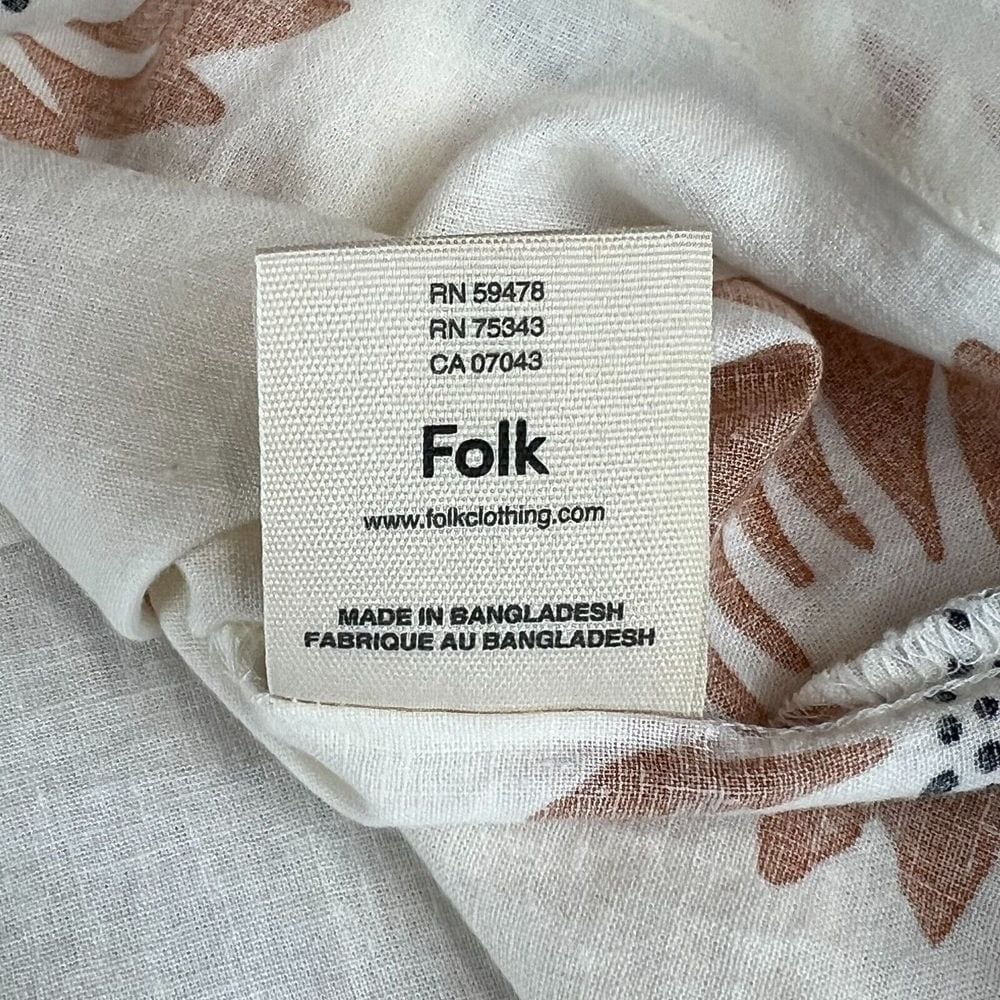 RN 59478
RN 75343
CA 07043
Folk
www.folkclothing.com
MADE IN BANGLADESH
FABRIQUE AU BANGLADESH